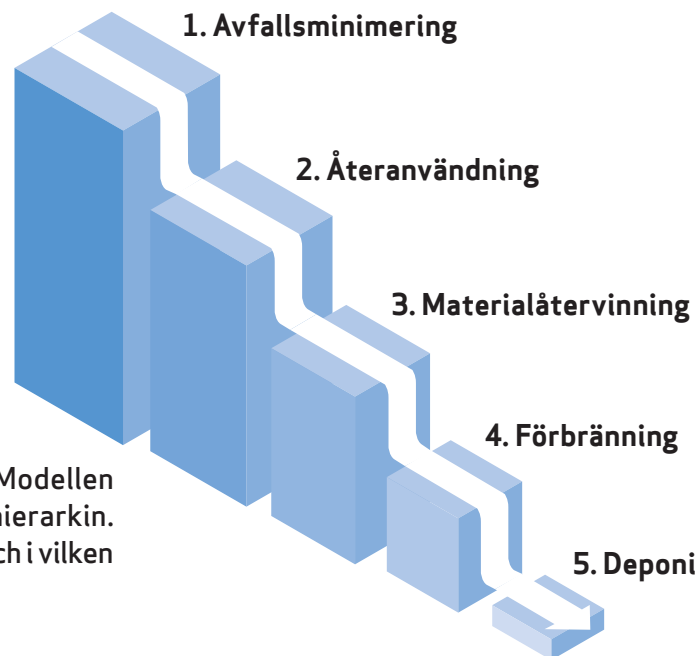 1. Avfallsminimering
2. Återanvändning
3. Materialåtervinning
4. Förbränning
Modellen
hierarkin.
ch i vilken
5. Deponi